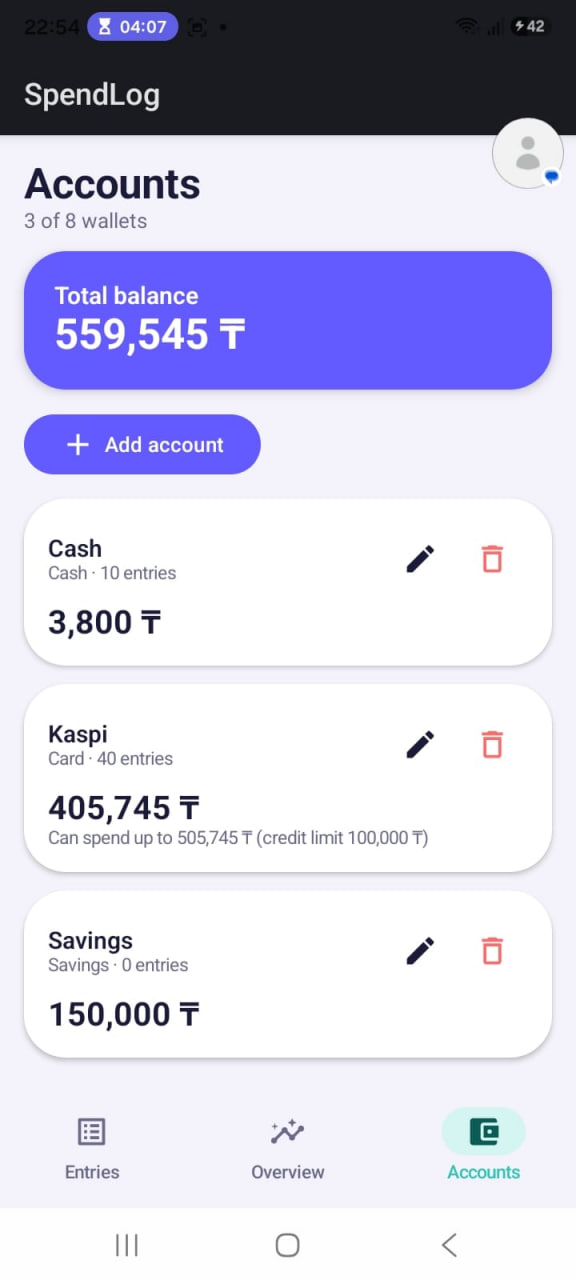 22:54 04:07 42
SpendLog
Accounts
3 of 8 wallets
Total balance
559,545 ₸
+ Add account
Cash
Cash · 10 entries
3,800 ₸
Kaspi
Card · 40 entries
405,745 ₸
Can spend up to 505,745 ₸ (credit limit 100,000 ₸)
Savings
Savings · 0 entries
150,000 ₸
Entries Overview Accounts